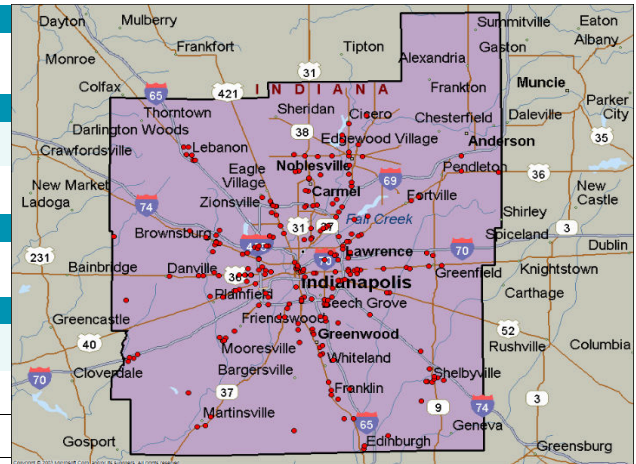 Dayton
Mulberry
Summitville
Eaton
Albany
Monroe
Frankfort
Tipton
Gaston
Alexandria
Colfax
65
421
31
INDIANA
Frankton
Muncie
Parker City
Thorntown
Sheridan
Cicero
Chesterfield
Daleville
Darlington Woods
38
Edgewood Village
Anderson
35
Crawfordsville
Lebanon
Noblesville
Pendleton
36
Eagle Village
69
New Market
Carmel
Fortville
New Castle
Ladoga
74
Zionsville
Fall Creek
Shirley
31
Brownsburg
Spiceland
3
231
Lawrence
70
Dublin
Bainbridge
Danville
36
Greenfield
Knightstown
Indianapolis
Plainfield
Beech Grove
Carthage
Greencastle
Friendswood
52
40
Greenwood
Rushville
Columbia
Mooresville
Whiteland
70
Cloverdale
Bargersville
Shelbyville
37
Franklin
3
Martinsville
9
74
65
Geneva
Gosport
Edinburgh
Greensburg